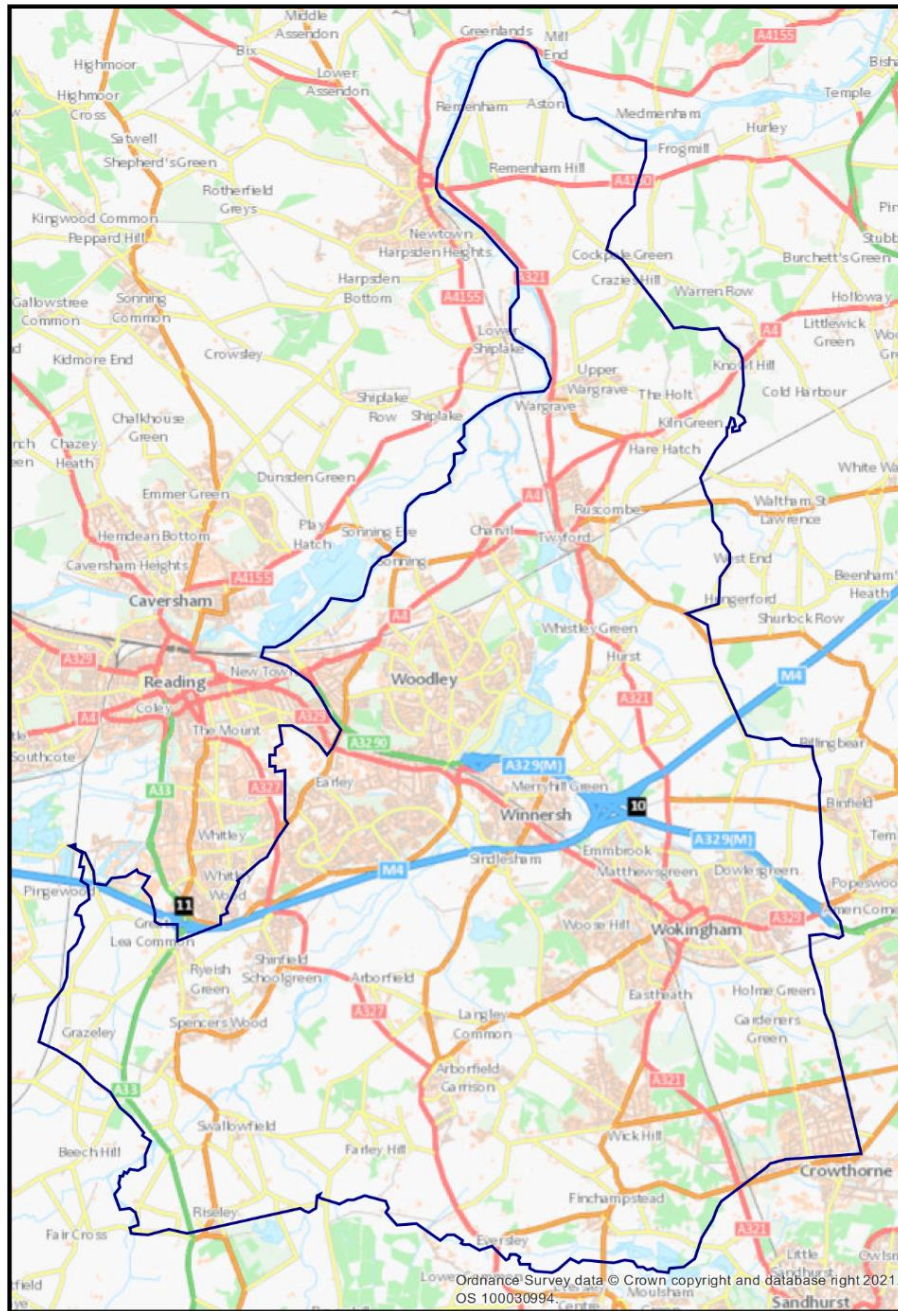 Middle
Assendon
Greenlands
Mill
End
A4155
Bix
Highmoor
Lower
Assendon
Temple
Highmoor
Cross
Remenham
Aston
Medmenham
Hurley
Satwell
Frogmill
Shepherd's Green
Remenham Hill
Rotherfield
Greys
Kingwood Common
Peppard Hill
Newtown
Harpsden Heights
Cockpole Green
Burchett's Green
Harpsden
Bottom
A321
Crazies Hill
Sonning
Common
Gallowstree
Common
A4155
Warren Row
Holloway
Lower
Shiplake
A4
Littlewick
Green
Kidmore End
Crowsley
Knowl Hill
Upper
Wargrave
Shiplake
Row
The Holt
Cold Harbour
Shiplake
Wargrave
Chalkhouse
Green
Kiln Green
Chazey
Heath
Hare Hatch
Dunsden Green
Emmer Green
A4
Waltham St
Lawrence
Play
Hatch
Sonning Eye
Charvil
Ruscombe
Hemdean Bottom
Twyford
Sonning
West End
Caversham Heights
A4155
Beenham's
Heath
Caversham
Hungerford
A4
Shurlock Row
Whistley Green
A329
New Town
Hurst
Reading
Woodley
M4
Coley
A321
A4
The Mount
A329
A3290
Southcote
Billingbear
A329(M)
Earley
A33
A327
Merryhill Green
10
Binfield
Winnersh
Whitley
A329(M)
Emmbrook
Sindlesham
Matthewsgreen
Dowlesgreen
Pingewood
M4
Whitley
Wood
Popeswood
11
A329
Woose Hill
Wokingham
Lea Common
Shinfield
Ryeish
Green
Schoolgreen
Arborfield
Eastheath
Holme Green
A327
Langley
Common
Gardeners
Green
Grazeley
Spencers Wood
A33
Arborfield
Garrison
A321
Swallowfield
Beech Hill
Farley Hill
Wick Hill
Crowthorne
Finchampstead
Riseley
Fair Cross
Eversley
A321
Little
Sandhurst
Ordnance Survey data © Crown copyright and database right 2021.
OS 100030994.
Moulsham
Sandhurst